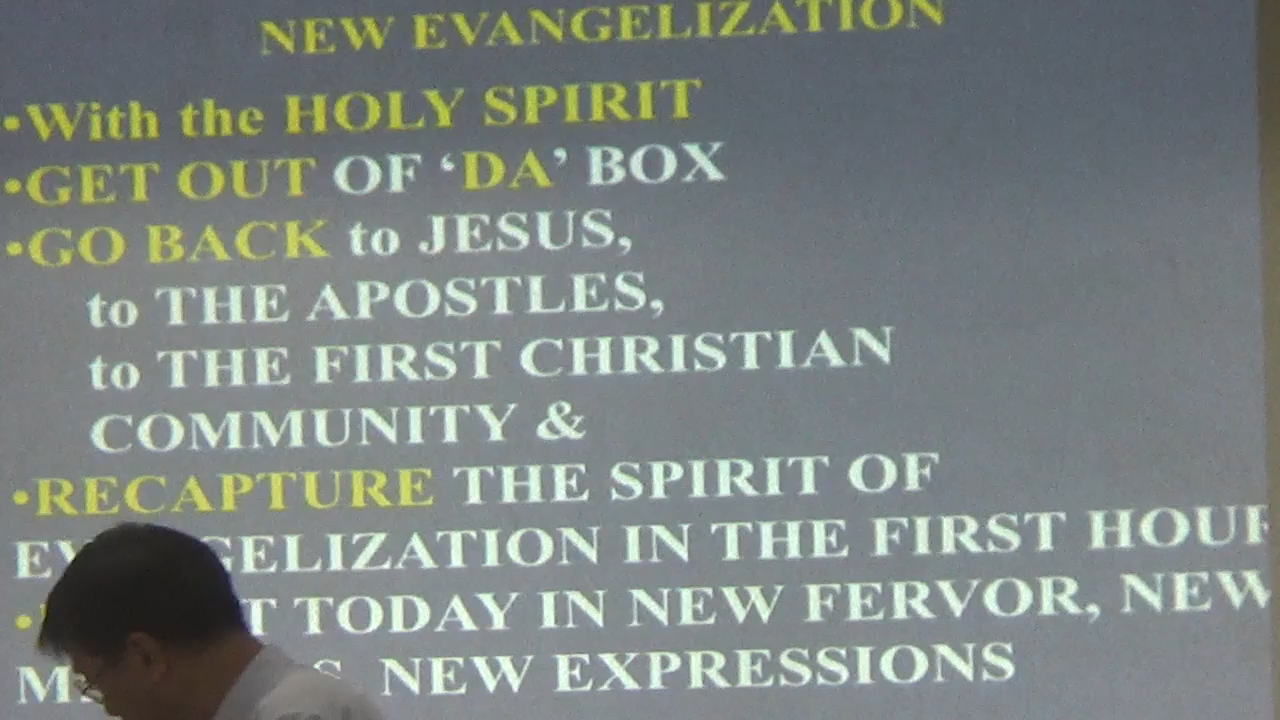 NEW EVANGELIZATION
•With the HOLY SPIRIT
•GET OUT OF ‘DA’ BOX
•GO BACK to JESUS,
to THE APOSTLES,
to THE FIRST CHRISTIAN
COMMUNITY &
•RECAPTURE THE SPIRIT OF
EVANGELIZATION IN THE FIRST HOUR
• TODAY IN NEW FERVOR, NEW
NEW EXPRESSIONS